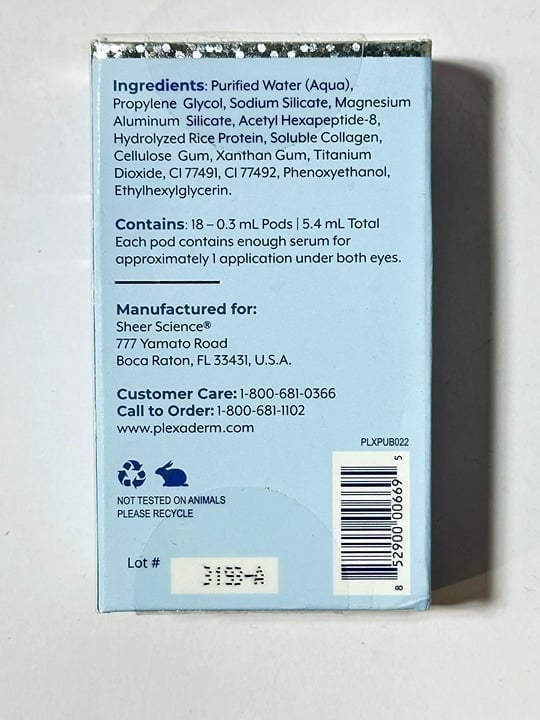 Ingredients: Purified Water (Aqua),
Propylene Glycol, Sodium Silicate, Magnesium
Aluminum Silicate, Acetyl Hexapeptide-8,
Hydrolyzed Rice Protein, Soluble Collagen,
Cellulose Gum, Xanthan Gum, Titanium
Dioxide, CI 77491, CI 77492, Phenoxyethanol,
Ethylhexylglycerin.
Contains: 18 – 0.3 mL Pods | 5.4 mL Total
Each pod contains enough serum for
approximately 1 application under both eyes.
Manufactured for:
Sheer Science®
777 Yamato Road
Boca Raton, FL 33431, U.S.A.
Customer Care: 1-800-681-0366
Call to Order: 1-800-681-1102
www.plexaderm.com
PLXPUB022
NOT TESTED ON ANIMALS
PLEASE RECYCLE
Lot #
3193-A
8 52900 00669 5